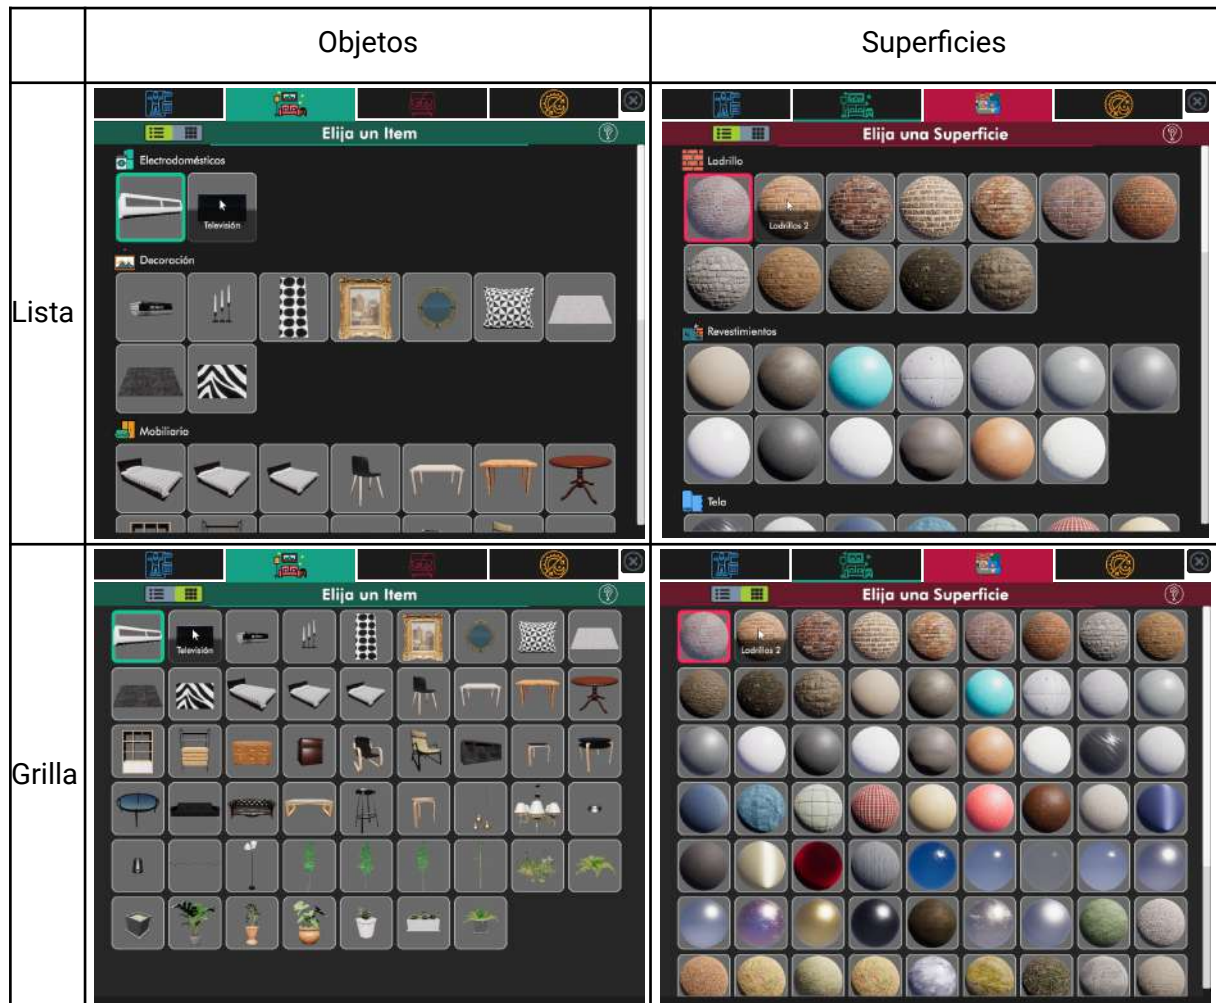 Objetos
Superficies
Lista
Elija un Item
Electrodomésticos
Televisión
Decoración
Mobiliario
Elija una Superficie
Ladrillo
Ladrillos 2
Revestimientos
Tela
Grilla
Elija un Item
Televisión
Elija una Superficie
Ladrillos 2